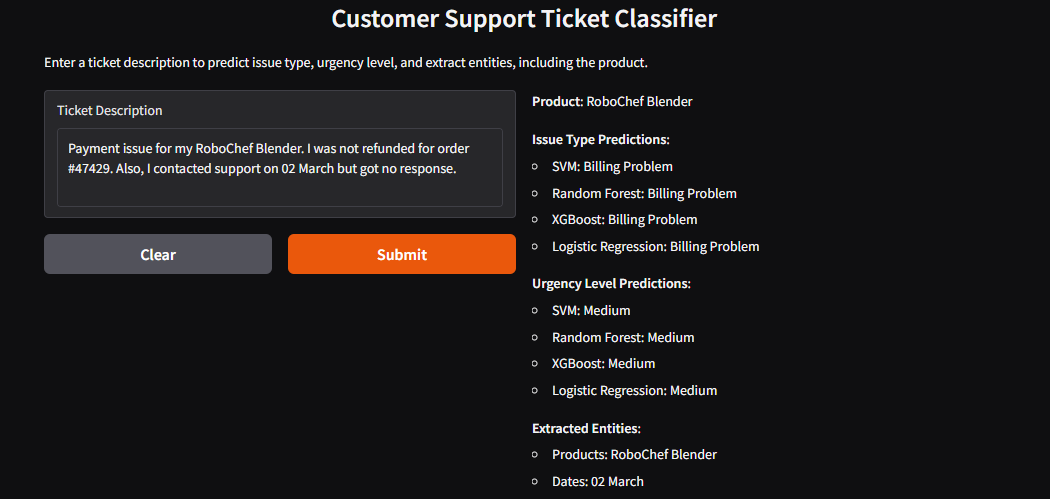 Customer Support Ticket Classifier
Enter a ticket description to predict issue type, urgency level, and extract entities, including the product.
Ticket Description
Payment issue for my RoboChef Blender. I was not refunded for order
#47429. Also, I contacted support on 02 March but got no response.
Clear
Submit
Product: RoboChef Blender
Issue Type Predictions:
SVM: Billing Problem
Random Forest: Billing Problem
XGBoost: Billing Problem
Logistic Regression: Billing Problem
Urgency Level Predictions:
SVM: Medium
Random Forest: Medium
XGBoost: Medium
Logistic Regression: Medium
Extracted Entities:
Products: RoboChef Blender
Dates: 02 March